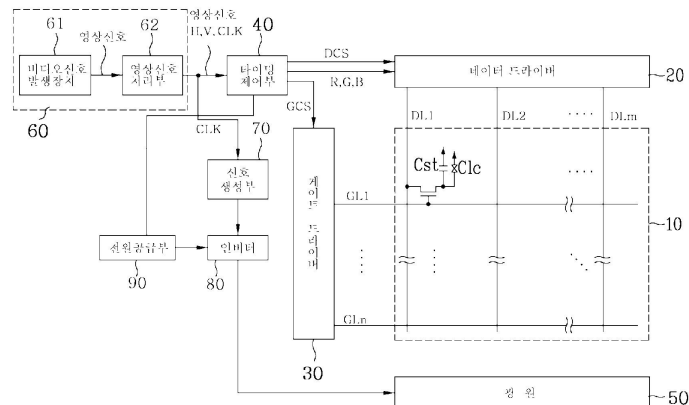 61
영상신호
62
영상신호
H,V,CLK
40
비디오신호
발생장치
영상신호
처리부
타이밍
제어부
DCS
R,G,B
데이터 드라이버
20
60
CLK
GCS
DL1
DL2
....
DLm
70
신호
생성부
게이트 드라이버
Cst
Clc
....
GL1
10
전원공급부
인버터
90
80
GLn
30
광 원
50